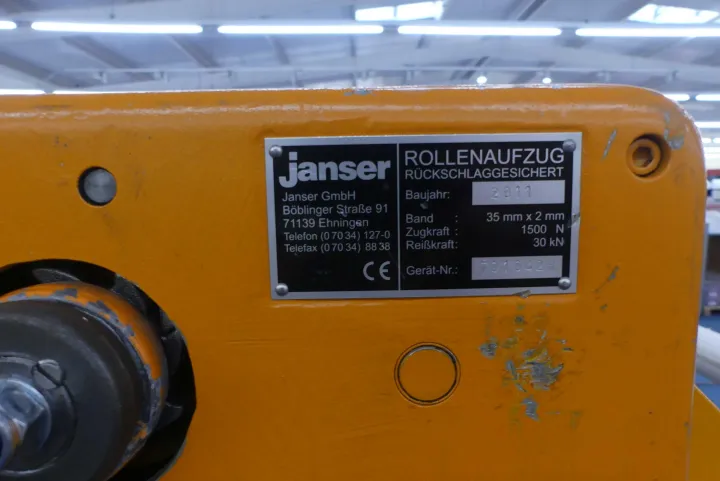 janser
Janser GmbH
Böblinger Straße 91
71139 Ehningen
Telefon (0 70 34) 127-0
Telefax (0 70 34) 88 38
CE
ROLLENAUFZUG
RÜCKSCHLAGGESICHERT
Baujahr: 2011
Band : 35 mm x 2 mm
Zugkraft : 1500 N
Reißkraft: 30 kN
Gerät-Nr.: